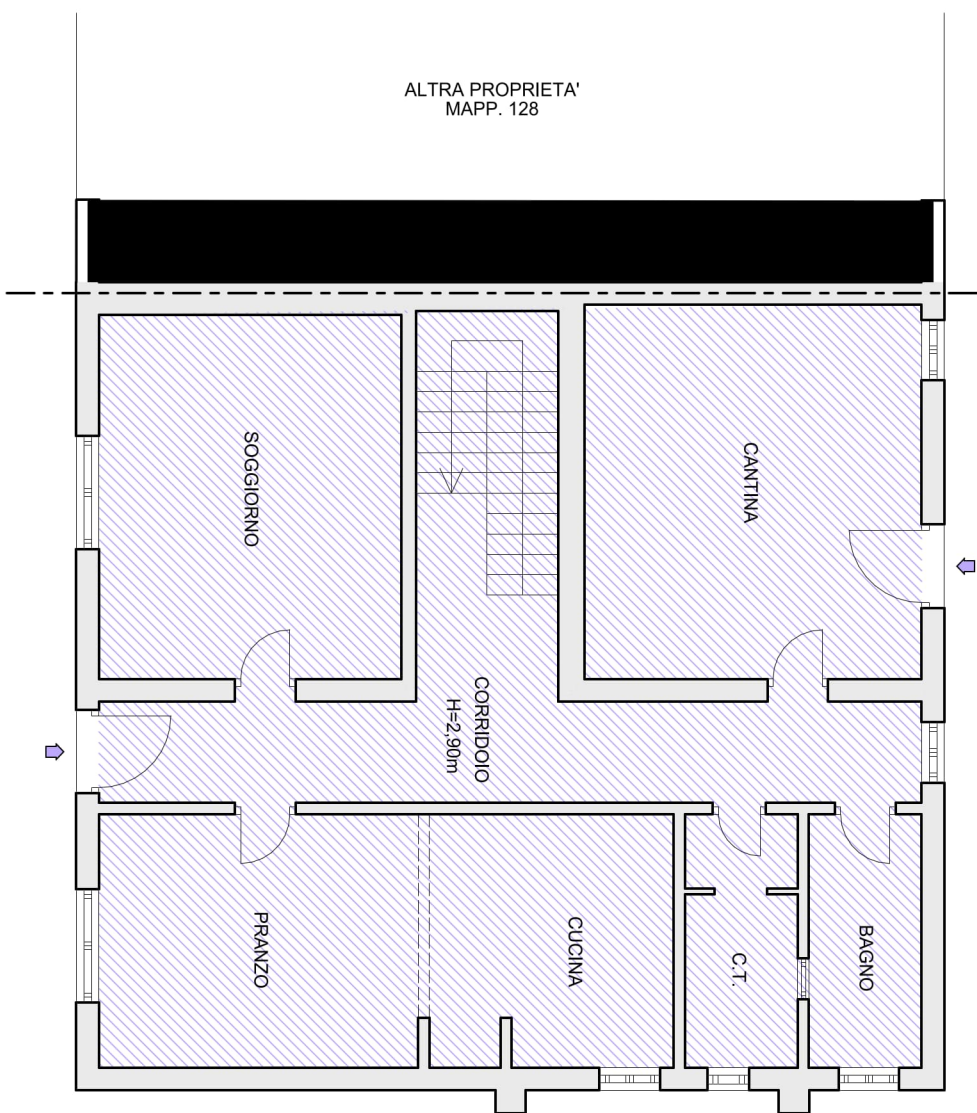 ALTRA PROPRIETA'
MAPP. 128
SOGGIORNO
CANTINA
CORRIDOIO
H=2,90m
PRANZO
CUCINA
C.T.
BAGNO